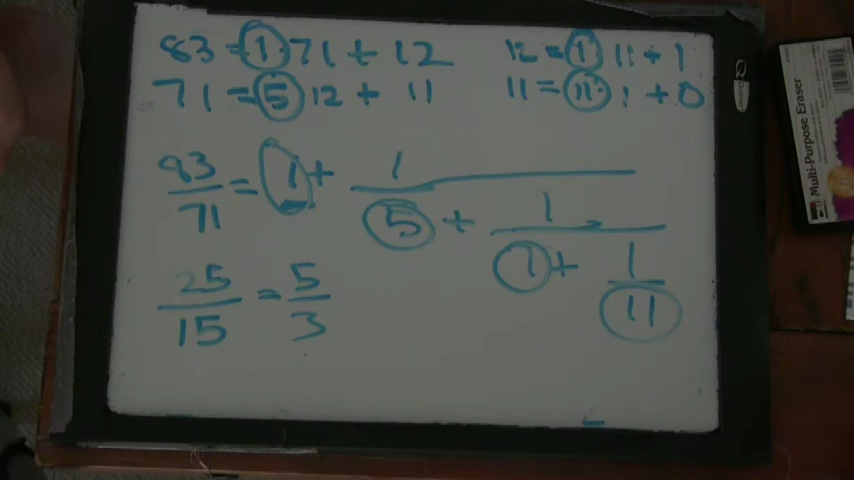 83 = 1 · 71 + 12
71 = 5 · 12 + 11
12 = 1 · 11 + 1
11 = 11 · 1 + 0
83/71 = 1 + 1/(5 + 1/(1 + 1/11))
25/15 = 5/3
Multi-Purpose Eraser